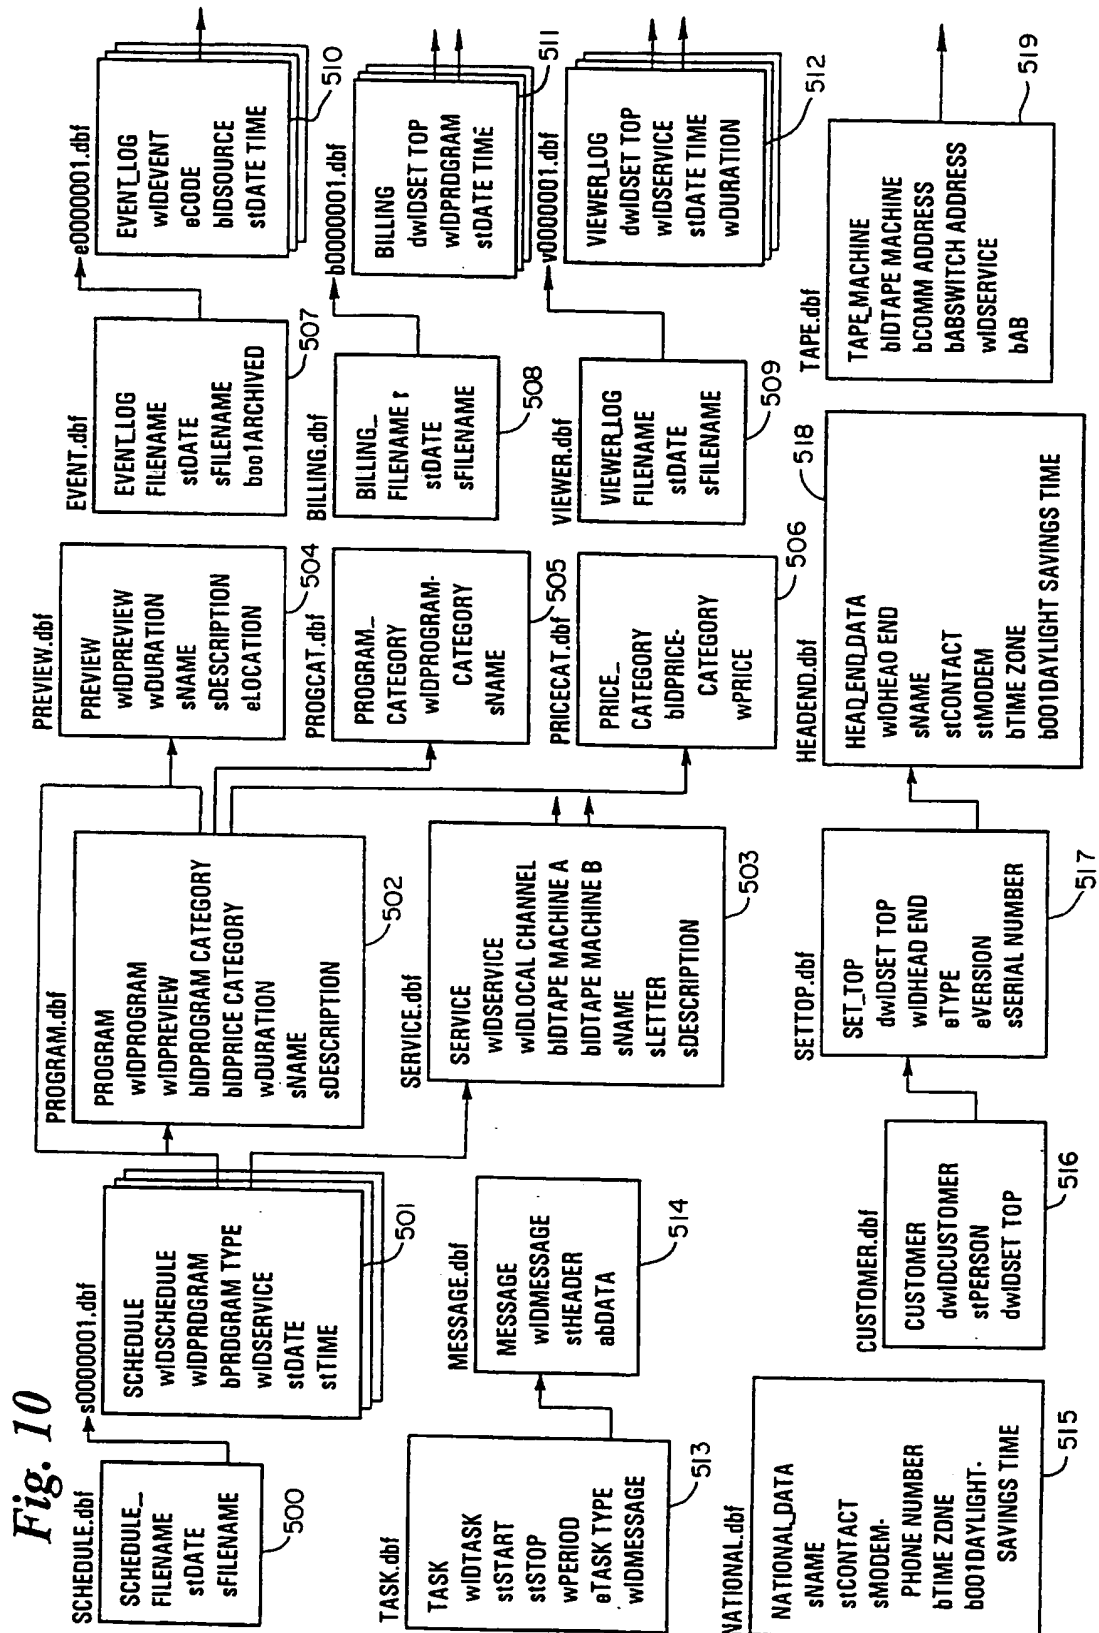 Fig. 10
SCHEDULE.dbf
SCHEDULE_
FILENAME
stDATE
sFILENAME
500
s0000001.dbf
SCHEDULE
wIDSCHEDULE
wIDPRDGRAM
bPRDGRAM TYPE
wIDSERVICE
stDATE
stTIME
501
PROGRAM.dbf
PROGRAM
wIDPROGRAM
wIDPREVIEW
bIDPROGRAM CATEGORY
bIDPRICE CATEGORY
wDURATION
sNAME
sDESCRIPTION
502
PREVIEW.dbf
PREVIEW
wIDPREVIEW
wDURATION
sNAME
sDESCRIPTION
eLOCATION
504
EVENT.dbf
EVENT_LOG
FILENAME
stDATE
sFILENAME
boo1ARCHIVED
507
e0000001.dbf
EVENT_LOG
wIDEVENT
eCODE
bIDSOURCE
stDATE TIME
510
PROGCAT.dbf
PROGRAM_
CATEGORY
wIDPROGRAM-
CATEGORY
sNAME
505
BILLING.dbf
BILLING_
FILENAME
stDATE
sFILENAME
508
b0000001.dbf
BILLING
dwIDSET TOP
wIDPRDGRAM
stDATE TIME
511
TASK.dbf
TASK
wIDTASK
stSTART
stSTOP
wPERIOD
eTASK TYPE
wIDMESSAGE
513
MESSAGE.dbf
MESSAGE
wIDMESSAGE
stHEADER
abDATA
514
SERVICE.dbf
SERVICE
wIDSERVICE
wIDLOCAL CHANNEL
bIDTAPE MACHINE A
bIDTAPE MACHINE B
sNAME
sLETTER
sDESCRIPTION
503
PRICECAT.dbf
PRICE_
CATEGORY
bIDPRICE-
CATEGORY
wPRICE
506
VIEWER.dbf
VIEWER_LOG
FILENAME
stDATE
sFILENAME
509
v0000001.dbf
VIEWER_LOG
dwIDSET TOP
wIDSERVICE
stDATE TIME
wDURATION
512
NATIONAL.dbf
NATIONAL_DATA
sNAME
stCONTACT
sMODEM-
PHONE NUMBER
bTIME ZDNE
b001DAYLIGHT-
SAVINGS TIME
515
CUSTOMER.dbf
CUSTOMER
dwIDCUSTOMER
stPERSON
dwIDSET TOP
516
SETTOP.dbf
SET_TOP
dwIDSET TOP
wIDHEAD END
eTYPE
eVERSION
sSERIAL NUMBER
517
HEADEND.dbf
HEAD_END_DATA
wIOHEAO END
sNAME
stCONTACT
stMODEM
bTIME ZONE
b001DAYLIGHT SAVINGS TIME
518
TAPE.dbf
TAPE_MACHINE
bIDTAPE MACHINE
bCOMM ADDRESS
bABSWITCH ADDRESS
wIDSERVICE
bAB
519